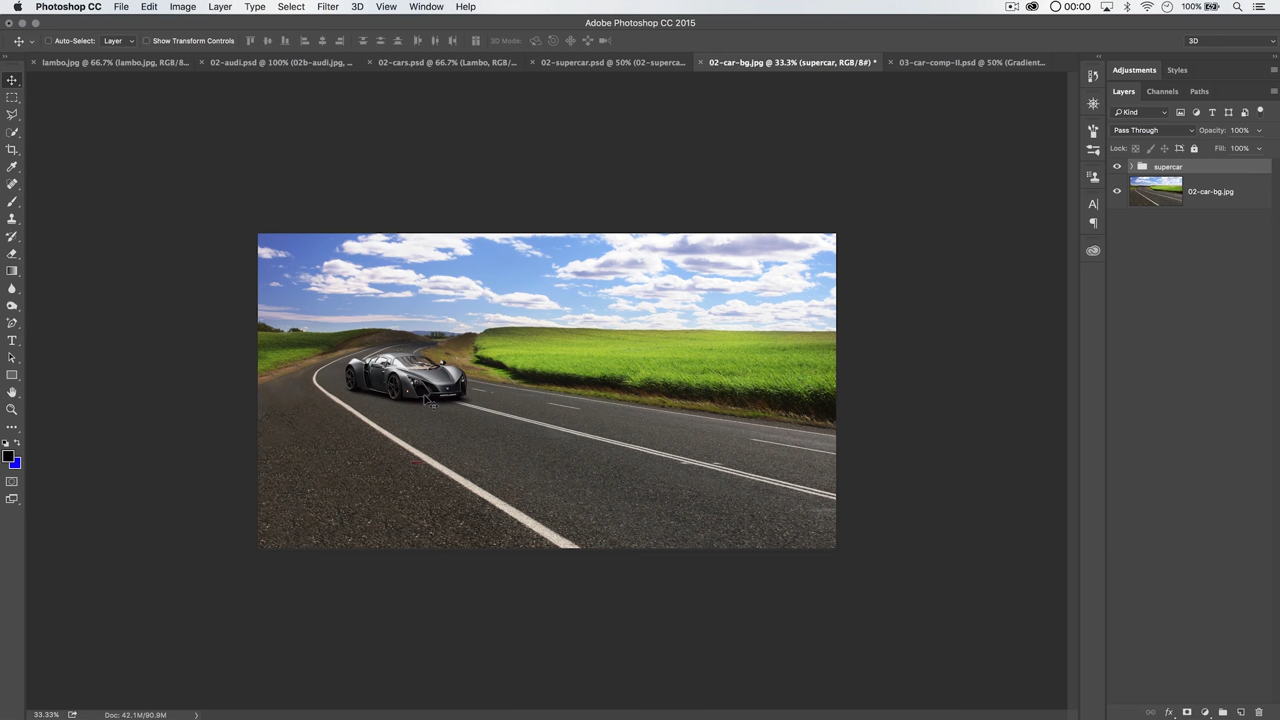 Photoshop CC File Edit Image Layer Type Select Filter 3D View Window Help 00:00 100%
Adobe Photoshop CC 2015
Auto-Select: Layer Show Transform Controls 3D Mode: 3D
lambo.jpg @ 66.7% (lambo.jpg, RGB/8... 02-audi.psd @ 100% (02b-audi.jpg, ... 02-cars.psd @ 66.7% (Lambo, RGB/... 02-supercar.psd @ 50% (02-superca... 02-car-bg.jpg @ 33.3% (supercar, RGB/8#) * 03-car-comp-II.psd @ 50% (Gradient...
Adjustments Styles
Layers Channels Paths
Kind
Pass Through Opacity: 100%
Lock: Fill: 100%
supercar
02-car-bg.jpg
33.33% Doc: 42.1M/90.9M